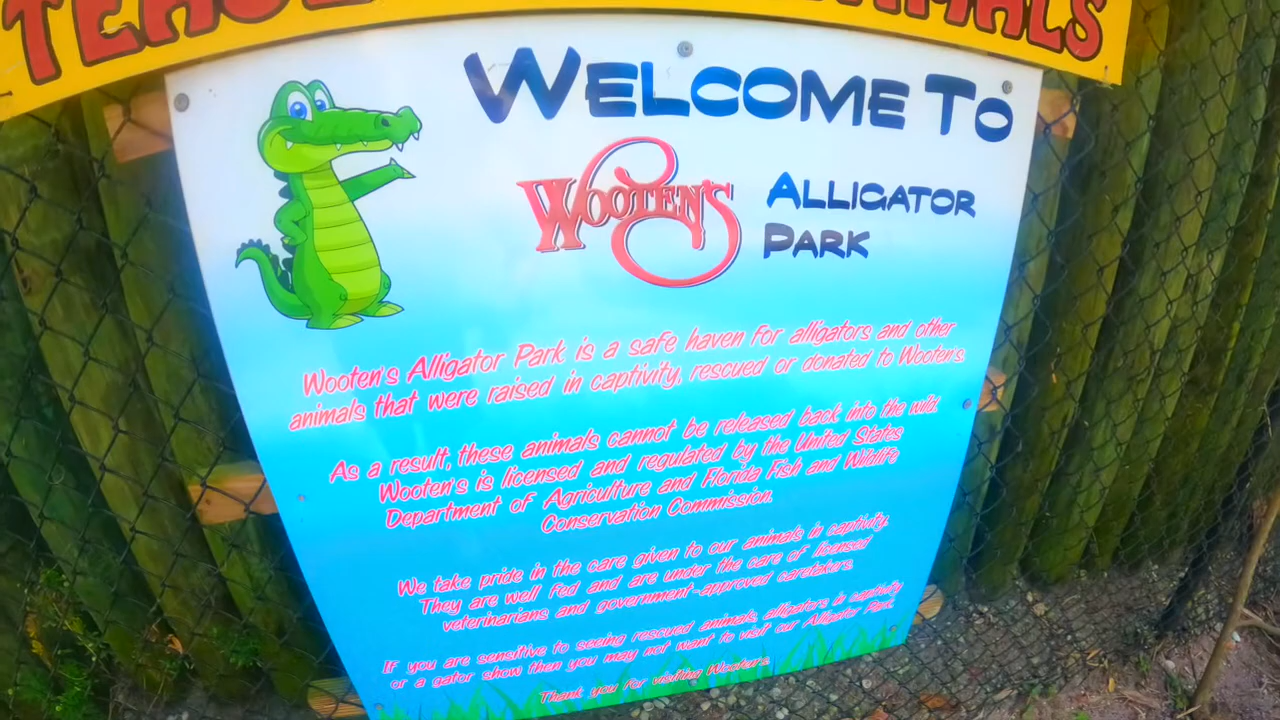 WELCOME TO
WOOTEN'S ALLIGATOR
PARK
Wooten's Alligator Park is a safe haven for alligators and other
animals that were raised in captivity, rescued or donated to Wooten's.
As a result, these animals cannot be released back into the wild.
Wooten's is licensed and regulated by the United States
Department of Agriculture and Florida Fish and Wildlife
Conservation Commission.
We take pride in the care given to our animals in captivity.
They are well fed and are under the care of licensed
veterinarians and government-approved caretakers.
If you are sensitive to seeing rescued animals, alligators in captivity
or a gator show then you may not want to visit our Alligator Park.
Thank you for visiting Wooten's